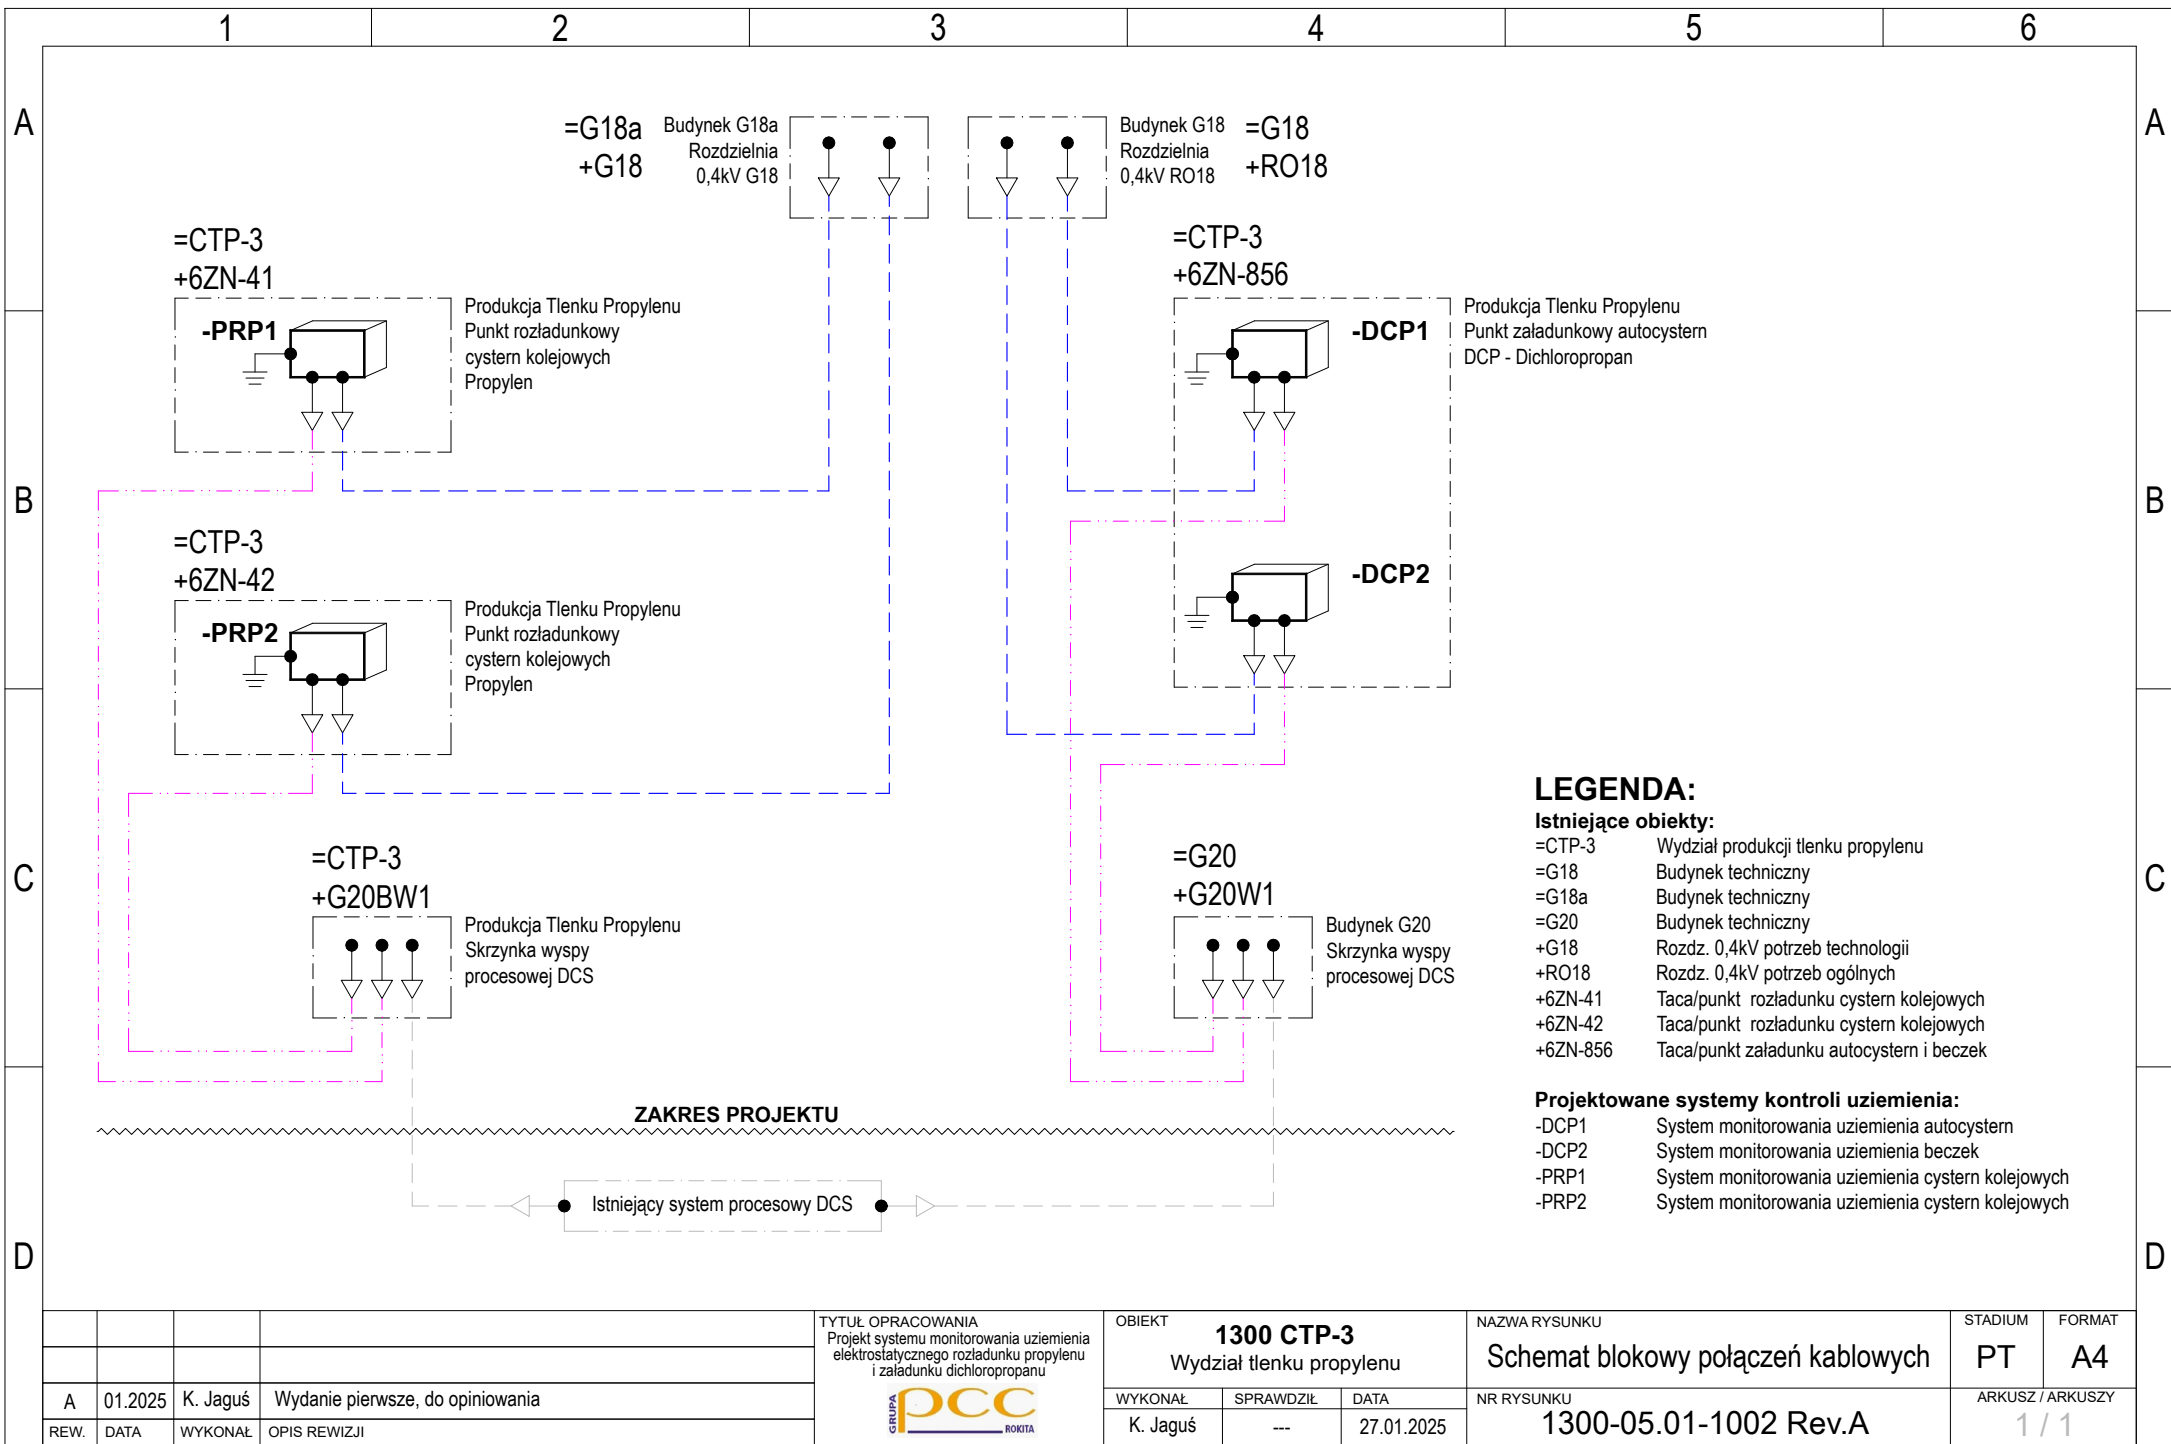 1 2 3 4 5 6
A A
=G18a
+G18
Budynek G18a
Rozdzielnia
0,4kV G18
Budynek G18
Rozdzielnia
0,4kV RO18
=G18
+RO18
=CTP-3
+6ZN-41
-PRP1
Produkcja Tlenku Propylenu
Punkt rozładunkowy
cystern kolejowych
Propylen
=CTP-3
+6ZN-856
-DCP1
Produkcja Tlenku Propylenu
Punkt załadunkowy autocystern
DCP - Dichloropropan
B B
=CTP-3
+6ZN-42
-PRP2
Produkcja Tlenku Propylenu
Punkt rozładunkowy
cystern kolejowych
Propylen
-DCP2
C C
=CTP-3
+G20BW1
Produkcja Tlenku Propylenu
Skrzynka wyspy
procesowej DCS
=G20
+G20W1
Budynek G20
Skrzynka wyspy
procesowej DCS
LEGENDA:
Istniejące obiekty:
=CTP-3 Wydział produkcji tlenku propylenu
=G18 Budynek techniczny
=G18a Budynek techniczny
=G20 Budynek techniczny
+G18 Rozdz. 0,4kV potrzeb technologii
+RO18 Rozdz. 0,4kV potrzeb ogólnych
+6ZN-41 Taca/punkt rozładunku cystern kolejowych
+6ZN-42 Taca/punkt rozładunku cystern kolejowych
+6ZN-856 Taca/punkt załadunku autocystern i beczek
Projektowane systemy kontroli uziemienia:
-DCP1 System monitorowania uziemienia autocystern
-DCP2 System monitorowania uziemienia beczek
-PRP1 System monitorowania uziemienia cystern kolejowych
-PRP2 System monitorowania uziemienia cystern kolejowych
ZAKRES PROJEKTU
Istniejący system procesowy DCS
D D
A 01.2025 K. Jaguś Wydanie pierwsze, do opiniowania
REW. DATA WYKONAŁ OPIS REWIZJI
TYTUŁ OPRACOWANIA
Projekt systemu monitorowania uziemienia
elektrostatycznego rozładunku propylenu
i załadunku dichloropropanu
GRUPA
pcc
ROKITA
OBIEKT
1300 CTP-3
Wydział tlenku propylenu
WYKONAŁ SPRAWDZIŁ DATA
K. Jaguś --- 27.01.2025
NAZWA RYSUNKU
Schemat blokowy połączeń kablowych
NR RYSUNKU
1300-05.01-1002 Rev.A
STADIUM FORMAT
PT A4
ARKUSZ / ARKUSZY
1 / 1